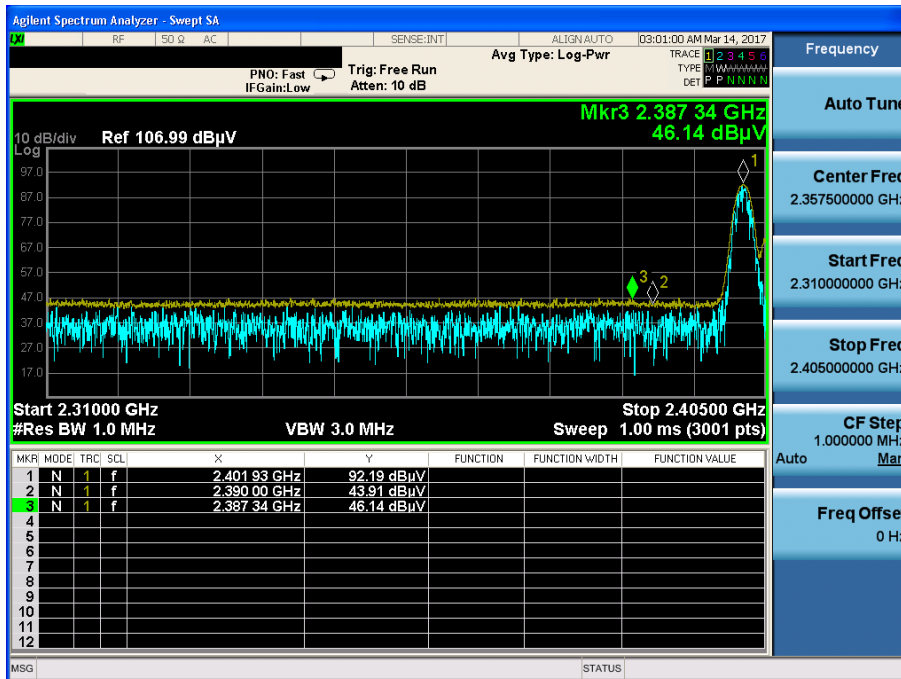 Agilent Spectrum Analyzer - Swept SA
LXI RF 50 Ω AC SENSE:INT ALIGN AUTO 03:01:00 AM Mar 14, 2017
Avg Type: Log-Pwr TRACE 1 2 3 4 5 6
PNO: Fast Trig: Free Run TYPE M WWWWW
IFGain:Low Atten: 10 dB DET P P N N N N
Mkr3 2.387 34 GHz
46.14 dBµV
10 dB/div Ref 106.99 dBµV
Log
97.0
87.0
77.0
67.0
57.0
47.0
37.0
27.0
17.0
1
3
2
Start 2.31000 GHz Stop 2.40500 GHz
#Res BW 1.0 MHz VBW 3.0 MHz Sweep 1.00 ms (3001 pts)
MKR MODE TRC SCL X Y FUNCTION FUNCTION WIDTH FUNCTION VALUE
1 N 1 f 2.401 93 GHz 92.19 dBµV
2 N 1 f 2.390 00 GHz 43.91 dBµV
3 N 1 f 2.387 34 GHz 46.14 dBµV
4
5
6
7
8
9
10
11
12
MSG STATUS
Frequency
Auto Tune
Center Freq
2.357500000 GHz
Start Freq
2.310000000 GHz
Stop Freq
2.405000000 GHz
CF Step
1.000000 MHz
Auto Man
Freq Offset
0 Hz